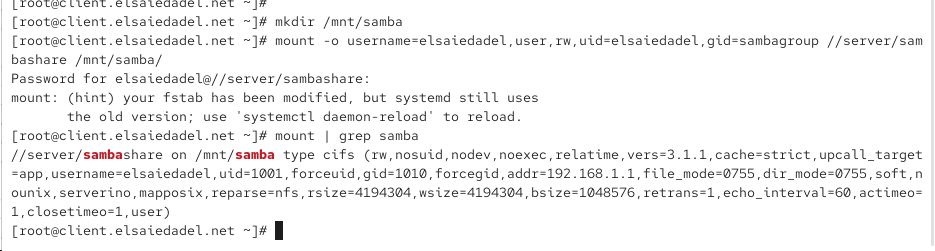 [root@client.elsaiedadel.net ~]#
[root@client.elsaiedadel.net ~]# mkdir /mnt/samba
[root@client.elsaiedadel.net ~]# mount -o username=elsaiedadel,user,rw,uid=elsaiedadel,gid=sambagroup //server/sam
bashare /mnt/samba/
Password for elsaiedadel@//server/sambashare:
mount: (hint) your fstab has been modified, but systemd still uses
       the old version; use 'systemctl daemon-reload' to reload.
[root@client.elsaiedadel.net ~]# mount | grep samba
//server/sambashare on /mnt/samba type cifs (rw,nosuid,nodev,noexec,relatime,vers=3.1.1,cache=strict,upcall_target
=app,username=elsaiedadel,uid=1001,forceuid,gid=1010,forcegid,addr=192.168.1.1,file_mode=0755,dir_mode=0755,soft,n
ounix,serverino,mapposix,reparse=nfs,rsize=4194304,wsize=4194304,bsize=1048576,retrans=1,echo_interval=60,actimeo=
1,closetimeo=1,user)
[root@client.elsaiedadel.net ~]#